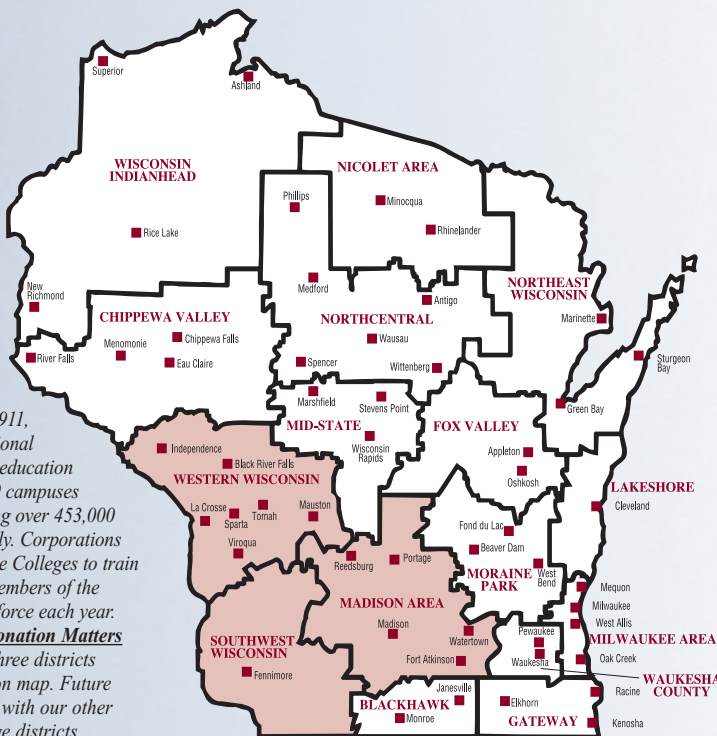 Superior
Ashland
WISCONSIN
INDIANHEAD
NICOLET AREA
Phillips
Minocqua
Rice Lake
Rhinelander
New
Richmond
Medford
Antigo
NORTHEAST
WISCONSIN
Marinette
CHIPPEWA VALLEY
NORTHCENTRAL
Chippewa Falls
Menomonie
Wausau
River Falls
Eau Claire
Spencer
Wittenberg
Sturgeon
Bay
Marshfield
Stevens Point
Green Bay
MID-STATE
FOX VALLEY
Wisconsin
Rapids
Independence
Appleton
Black River Falls
Oshkosh
WESTERN WISCONSIN
LAKESHORE
La Crosse
Sparta
Tomah
Mauston
Cleveland
Viroqua
Fond du Lac
Beaver Dam
Reedsburg
Portage
West
Bend
MORAINE
PARK
Mequon
MADISON AREA
Milwaukee
Madison
Watertown
West Allis
Pewaukee
MILWAUKEE AREA
SOUTHWEST
WISCONSIN
Fort Atkinson
Waukesha
Oak Creek
Fennimore
WAUKESHA
COUNTY
Janesville
BLACKHAWK
Elkhorn
Racine
Monroe
GATEWAY
Kenosha
911,
ional
education
campuses
g over 453,000
ly. Corporations
e Colleges to train
embers of the
force each year.
onation Matters
hree districts
on map. Future
with our other
ge districts